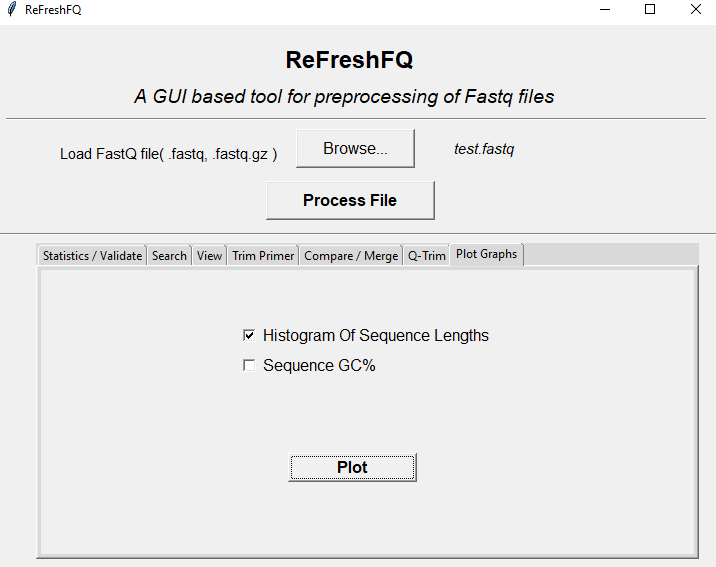 ReFreshFQ
ReFreshFQ
A GUI based tool for preprocessing of Fastq files
Load FastQ file( .fastq, .fastq.gz ) Browse... test.fastq
Process File
Statistics / Validate Search View Trim Primer Compare / Merge Q-Trim Plot Graphs
Histogram Of Sequence Lengths
Sequence GC%
Plot